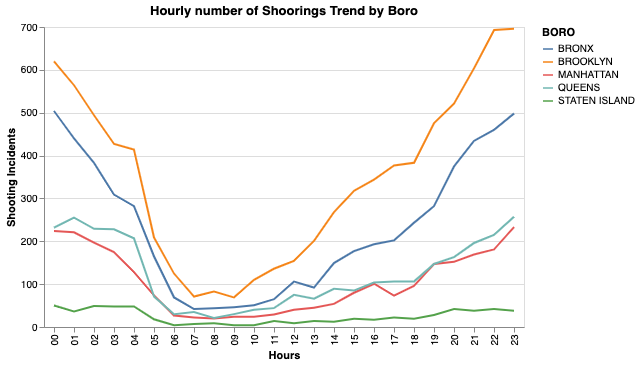 Hourly number of Shoorings Trend by Boro
700
600
500
400
300
200
100
0
Shooting Incidents
00 01 02 03 04 05 06 07 08 09 10 11 12 13 14 15 16 17 18 19 20 21 22 23
Hours
BORO
BRONX
BROOKLYN
MANHATTAN
QUEENS
STATEN ISLAND